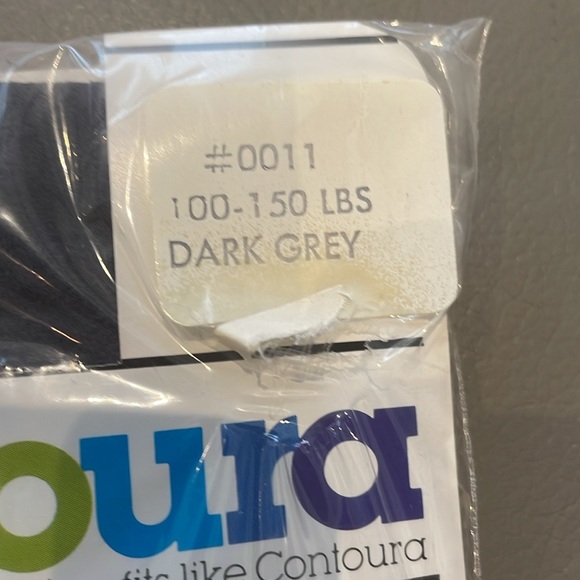 #0011
100-150 LBS
DARK GREY
oura
fits like Contoura